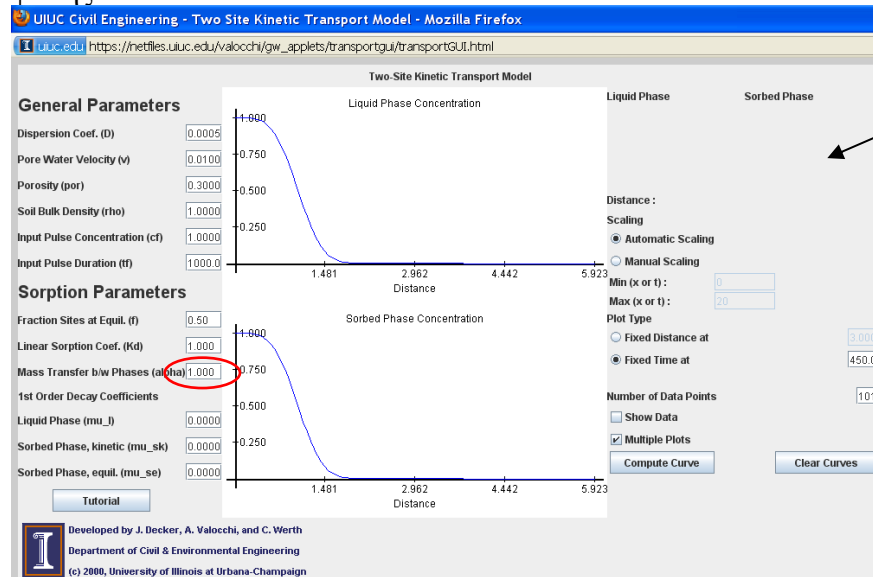 UIUC Civil Engineering - Two Site Kinetic Transport Model - Mozilla Firefox
uiuc.edu https://netfiles.uiuc.edu/valocchi/gw_applets/transportgui/transportGUI.html
Two-Site Kinetic Transport Model
General Parameters
Dispersion Coef. (D) 0.0005
Pore Water Velocity (v) 0.0100
Porosity (por) 0.3000
Soil Bulk Density (rho) 1.0000
Input Pulse Concentration (cf) 1.0000
Input Pulse Duration (tf) 1000.0
Sorption Parameters
Fraction Sites at Equil. (f) 0.50
Linear Sorption Coef. (Kd) 1.000
Mass Transfer b/w Phases (alpha) 1.000
1st Order Decay Coefficients
Liquid Phase (mu_l) 0.0000
Sorbed Phase, kinetic (mu_sk) 0.0000
Sorbed Phase, equil. (mu_se) 0.0000
Tutorial
Developed by J. Decker, A. Valocchi, and C. Werth
Department of Civil & Environmental Engineering
(c) 2000, University of Illinois at Urbana-Champaign
Liquid Phase Concentration
1.000
0.750
0.500
0.250
1.481 2.962 4.442 5.923
Distance
Sorbed Phase Concentration
1.000
0.750
0.500
0.250
1.481 2.962 4.442 5.923
Distance
Liquid Phase Sorbed Phase
Distance :
Scaling
Automatic Scaling
Manual Scaling
Min (x or t) : 0
Max (x or t) : 20
Plot Type
Fixed Distance at 3.000
Fixed Time at 450.0
Number of Data Points 101
Show Data
Multiple Plots
Compute Curve Clear Curves